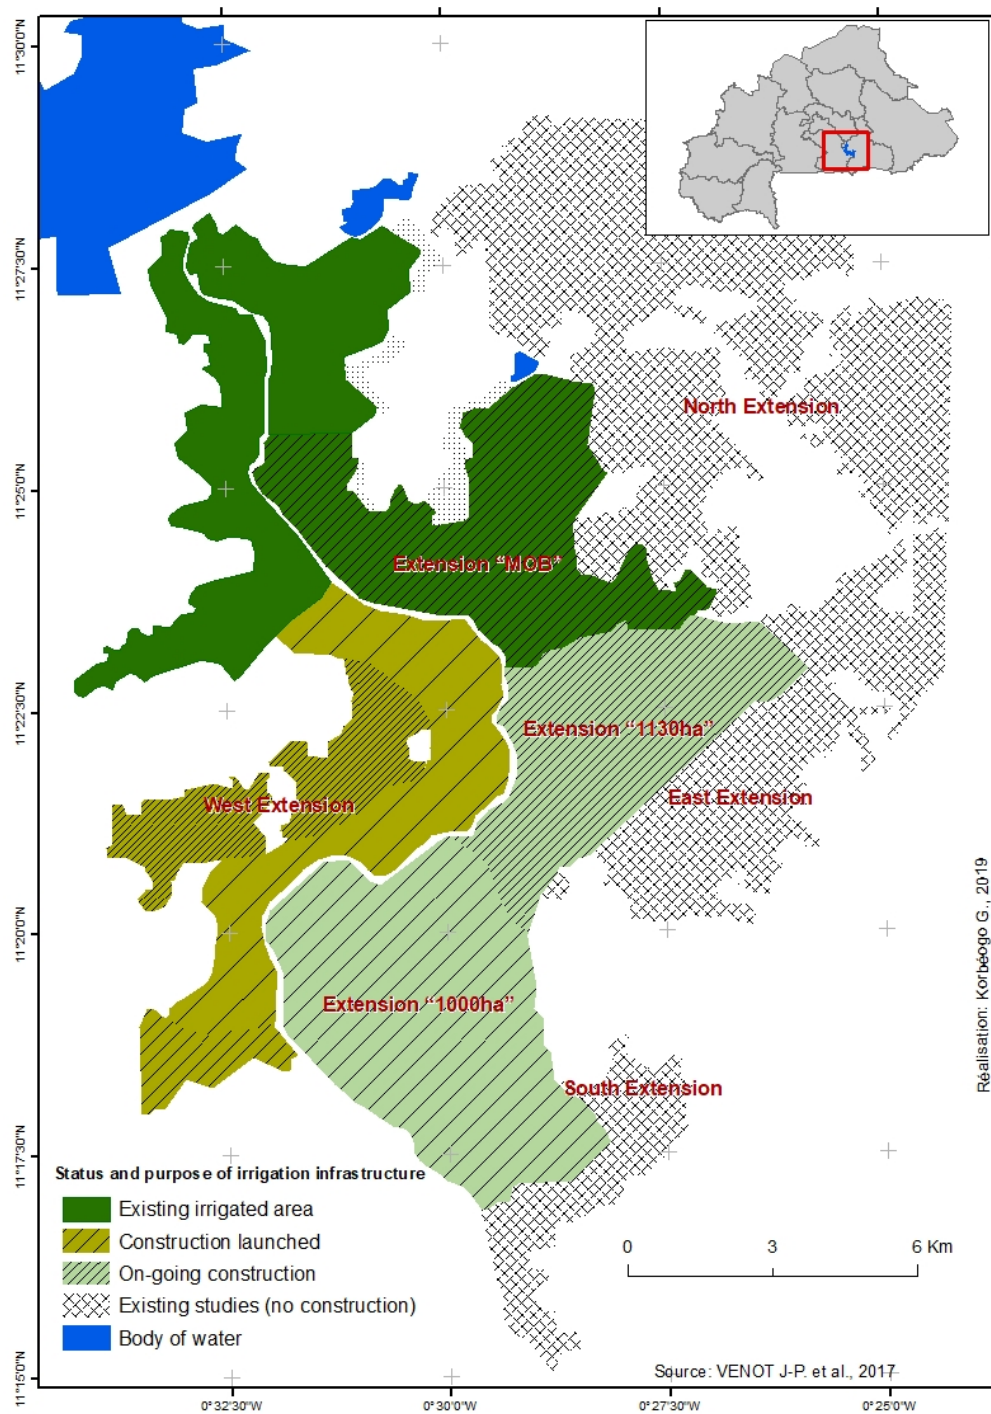 11°30'0"N
11°27'30"N
North Extension
11°25'0"N
Extension “MOB”
11°22'30"N
Extension “1130ha”
East Extension
West Extension
11°20'0"N
Réalisation: Korbéogo G., 2019
Extension “1000ha”
South Extension
11°17'30"N
Status and purpose of irrigation infrastructure
Existing irrigated area
Construction launched
On-going construction
Existing studies (no construction)
Body of water
0 3 6 Km
Source: VENOT J-P. et al., 2017
11°15'0"N
0°32'30"W 0°30'0"W 0°27'30"W 0°25'0"W